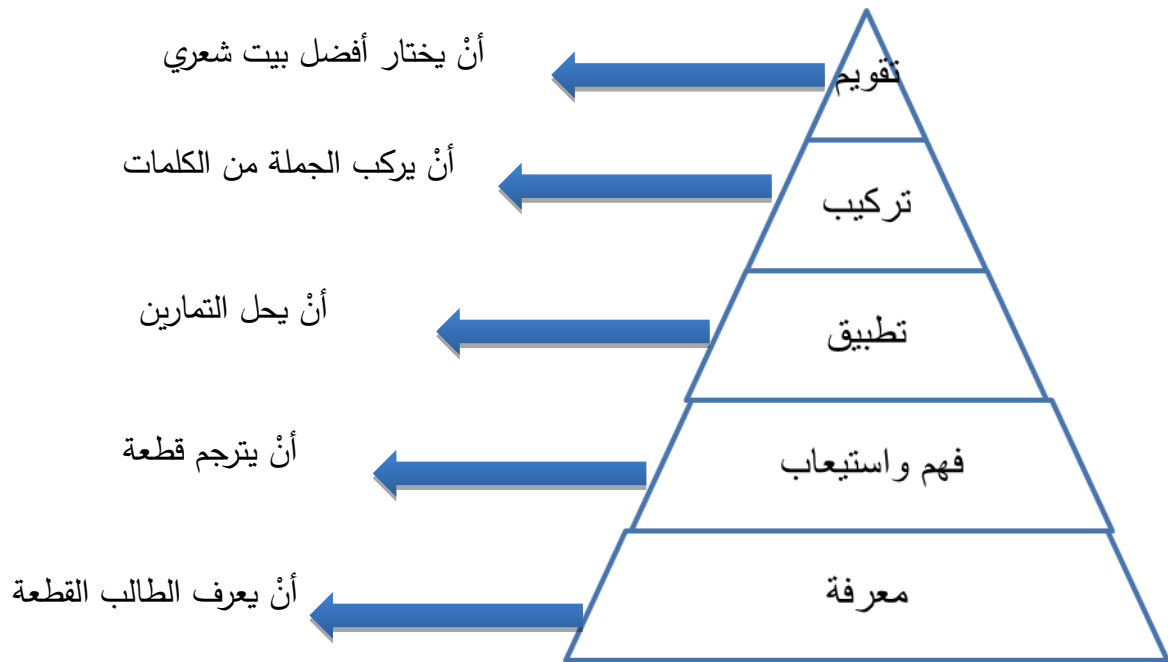 تقويم
أنْ يختار أفضل بيت شعري
تركيب
أنْ يركب الجملة من الكلمات
تطبيق
أنْ يحل التمارين
فهم واستيعاب
أنْ يترجم قطعة
معرفة
أنْ يعرف الطالب القطعة